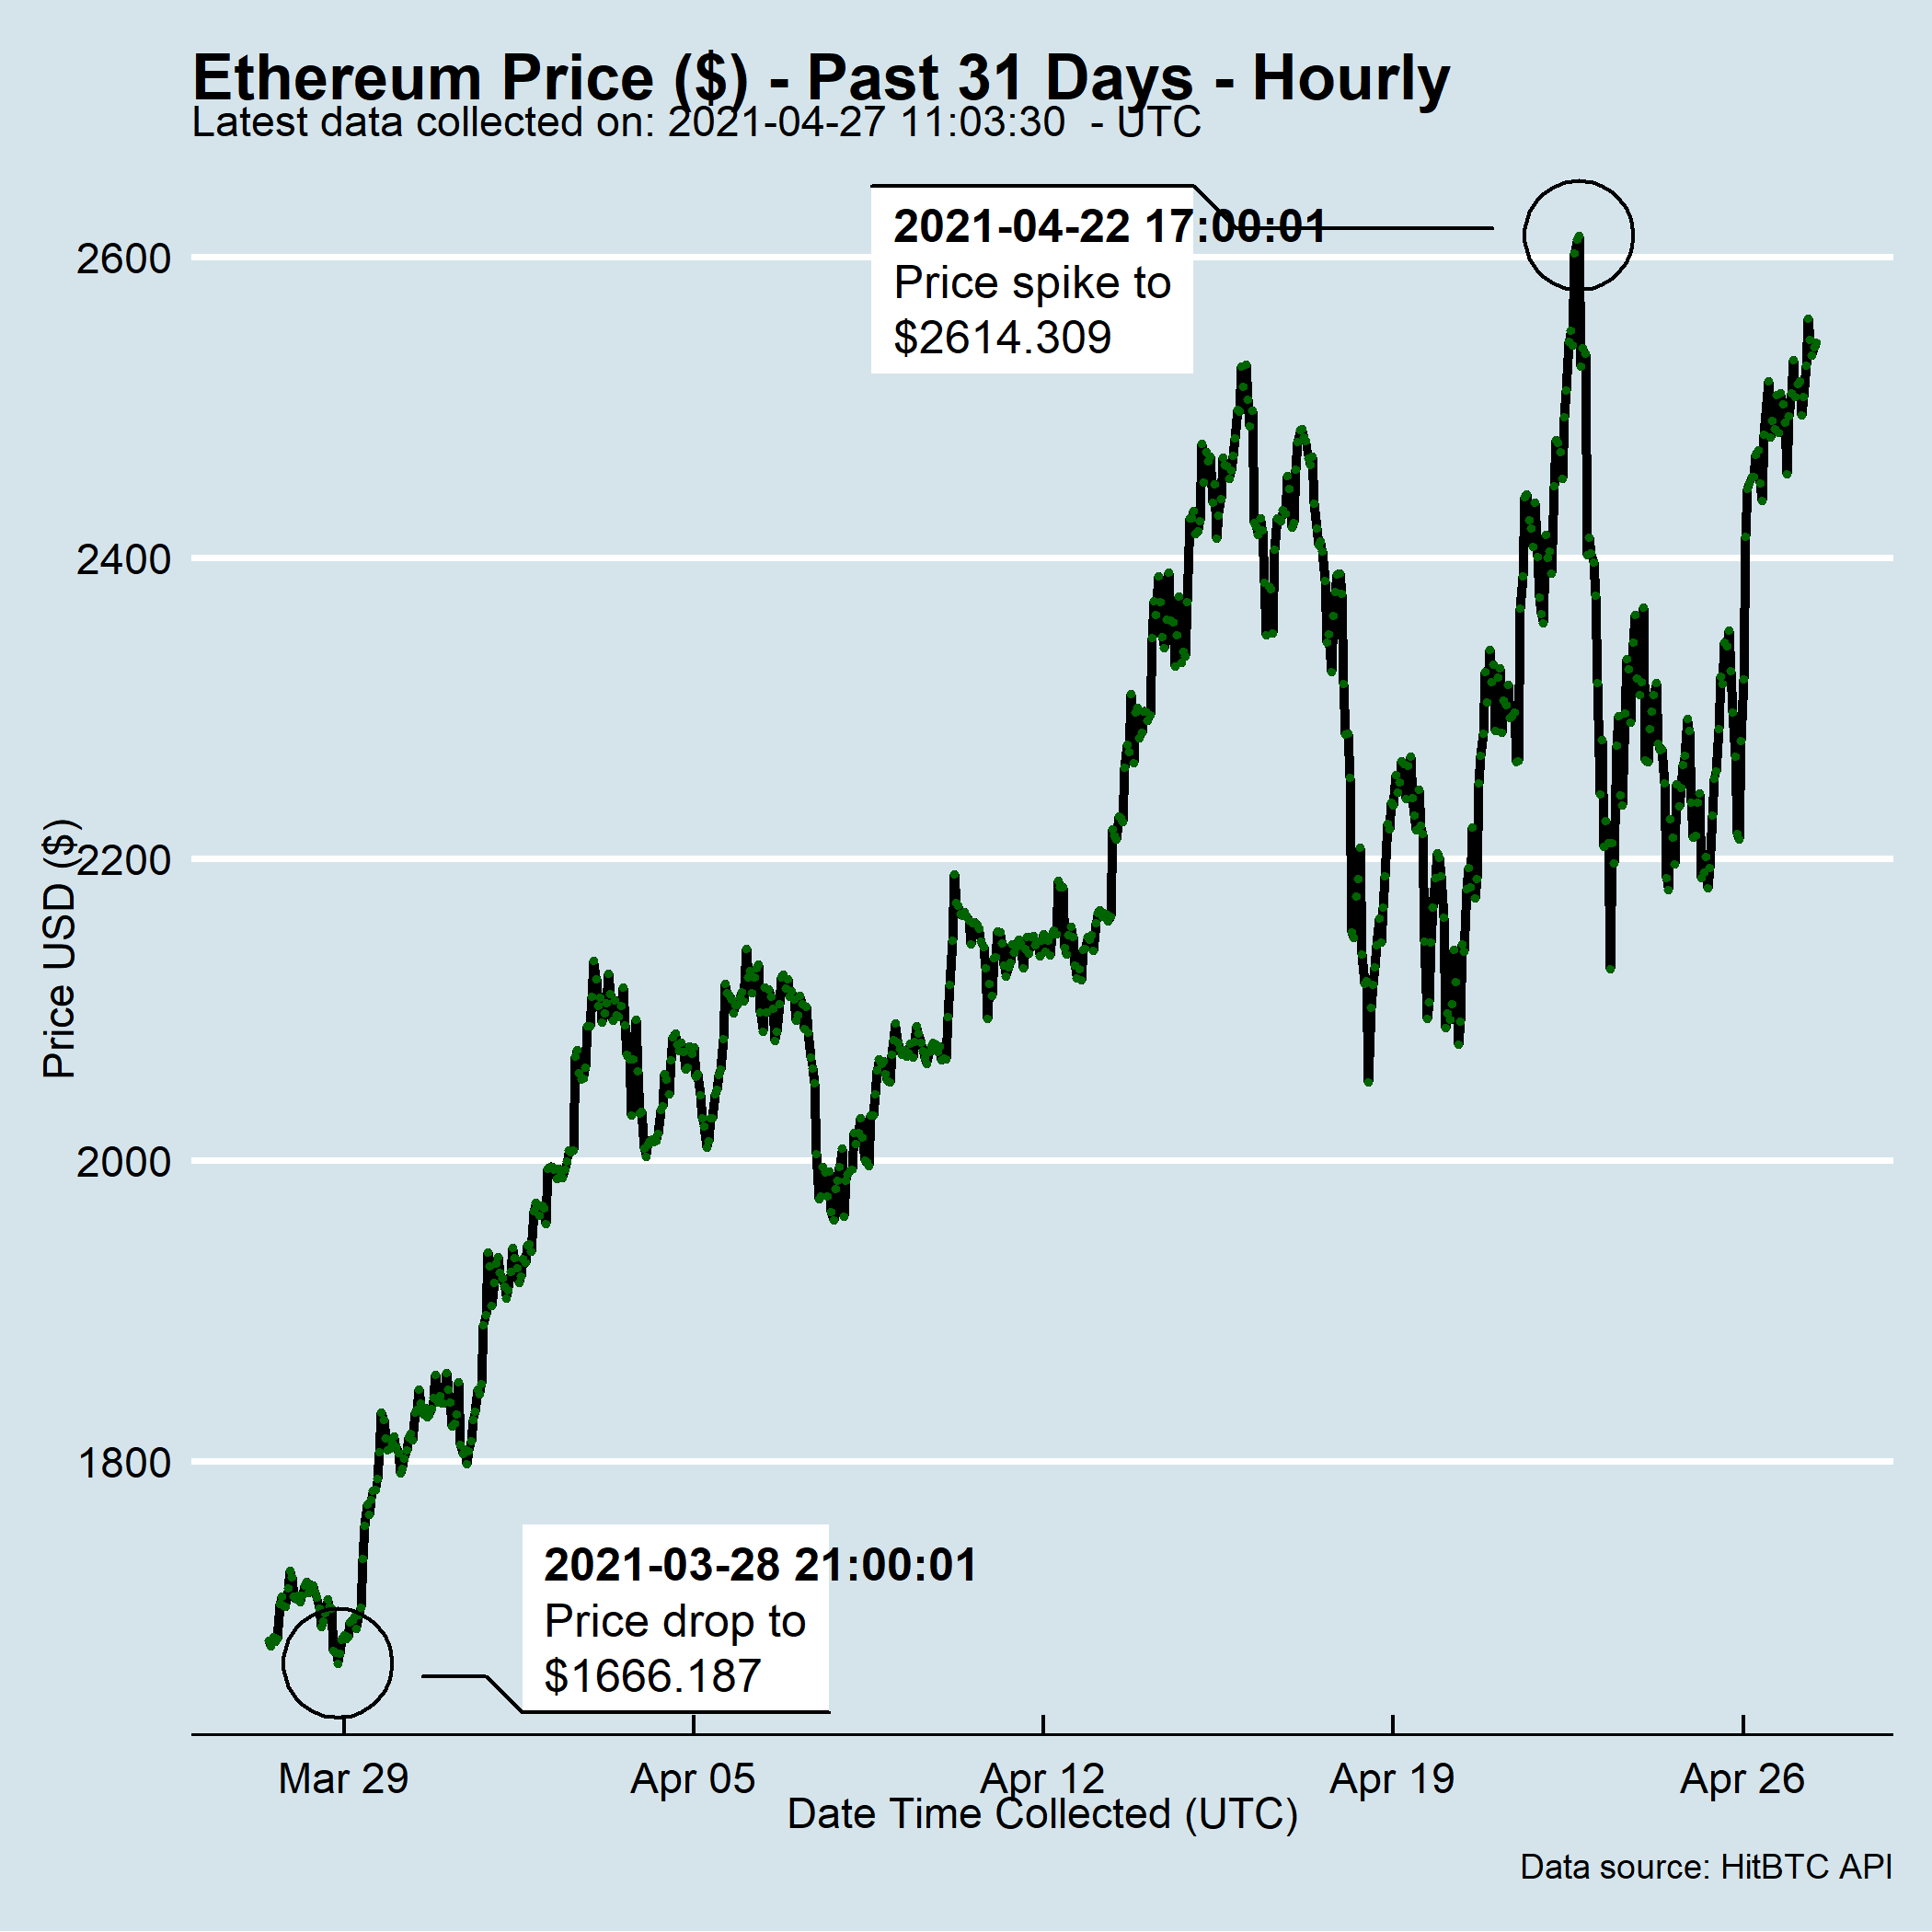 Ethereum Price ($) - Past 31 Days - Hourly
Latest data collected on: 2021-04-27 11:03:30  - UTC
2021-04-22 17:00:01
Price spike to
$2614.309
2600
2400
2200
2000
1800
Price USD ($)
2021-03-28 21:00:01
Price drop to
$1666.187
Mar 29
Apr 05
Apr 12
Apr 19
Apr 26
Date Time Collected (UTC)
Data source: HitBTC API